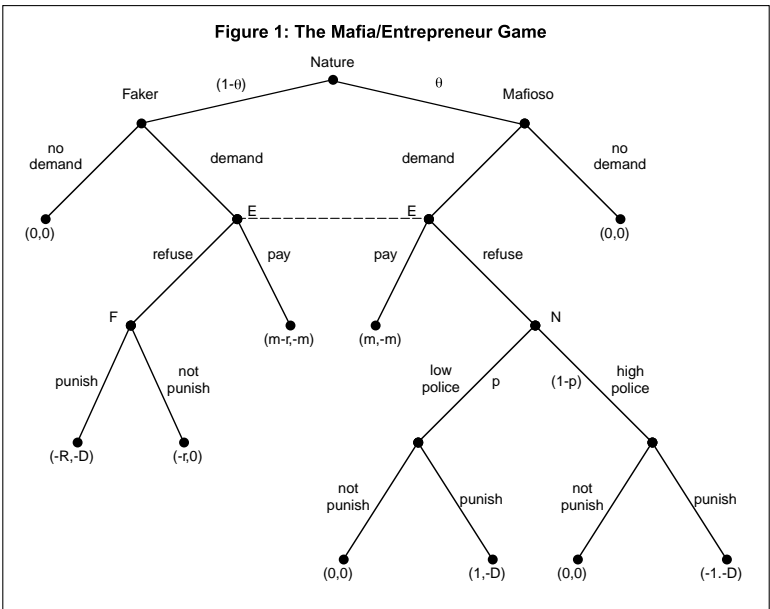 Figure 1: The Mafia/Entrepreneur Game
Nature
(1-θ)
θ
Faker
Mafioso
no
demand
demand
demand
no
demand
E
E
(0,0)
(0,0)
refuse
pay
pay
refuse
F
N
(m-r,-m)
(m,-m)
punish
not
punish
low
police
p
(1-p)
high
police
(-R,-D)
(-r,0)
not
punish
punish
not
punish
punish
(0,0)
(1,-D)
(0,0)
(-1.-D)